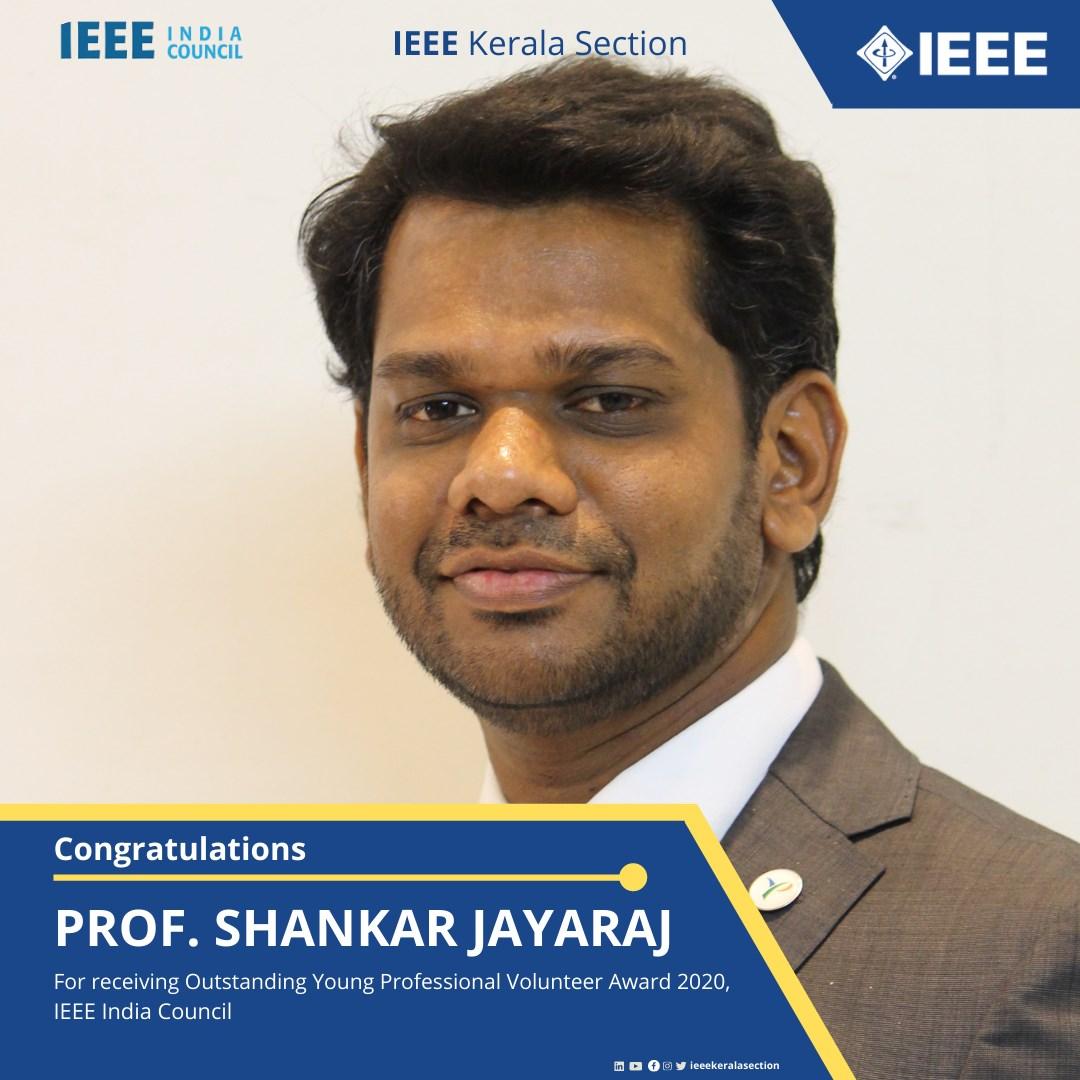 IEEE INDIA COUNCIL
IEEE Kerala Section
IEEE
Congratulations
PROF. SHANKAR JAYARAJ
For receiving Outstanding Young Professional Volunteer Award 2020,
IEEE India Council
ieeekeralasection